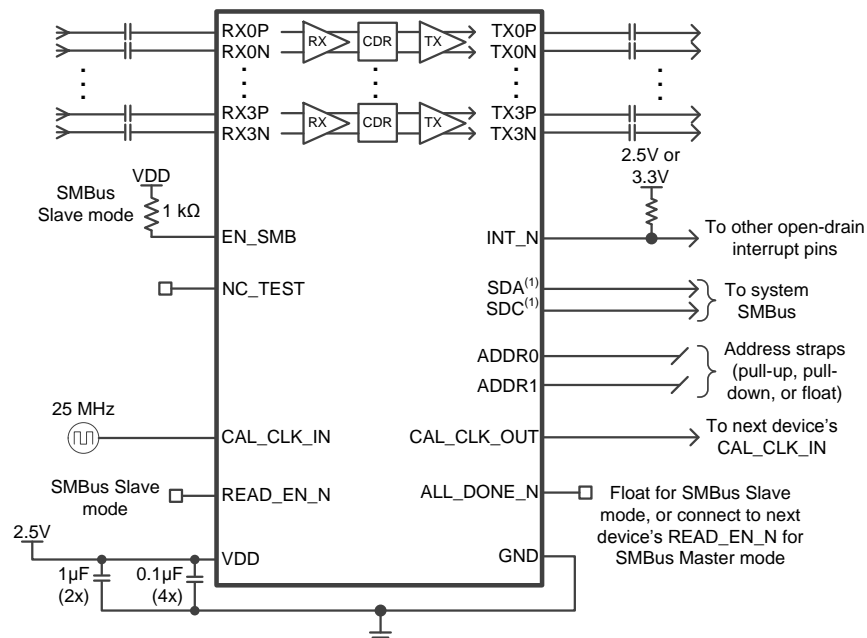 RX0P
RX0N
RX
CDR
TX
TX0P
TX0N
RX3P
RX3N
RX
CDR
TX
TX3P
TX3N
VDD
SMBus
Slave mode
1 kΩ
EN_SMB
2.5V or
3.3V
INT_N
To other open-drain
interrupt pins
NC_TEST
SDA(1)
SDC(1)
To system
SMBus
ADDR0
ADDR1
Address straps
(pull-up, pull-
down, or float)
25 MHz
CAL_CLK_IN
CAL_CLK_OUT
To next device's
CAL_CLK_IN
SMBus Slave
mode
READ_EN_N
ALL_DONE_N
Float for SMBus Slave
mode, or connect to next
device's READ_EN_N for
SMBus Master mode
2.5V
VDD
GND
1μF
(2x)
0.1μF
(4x)